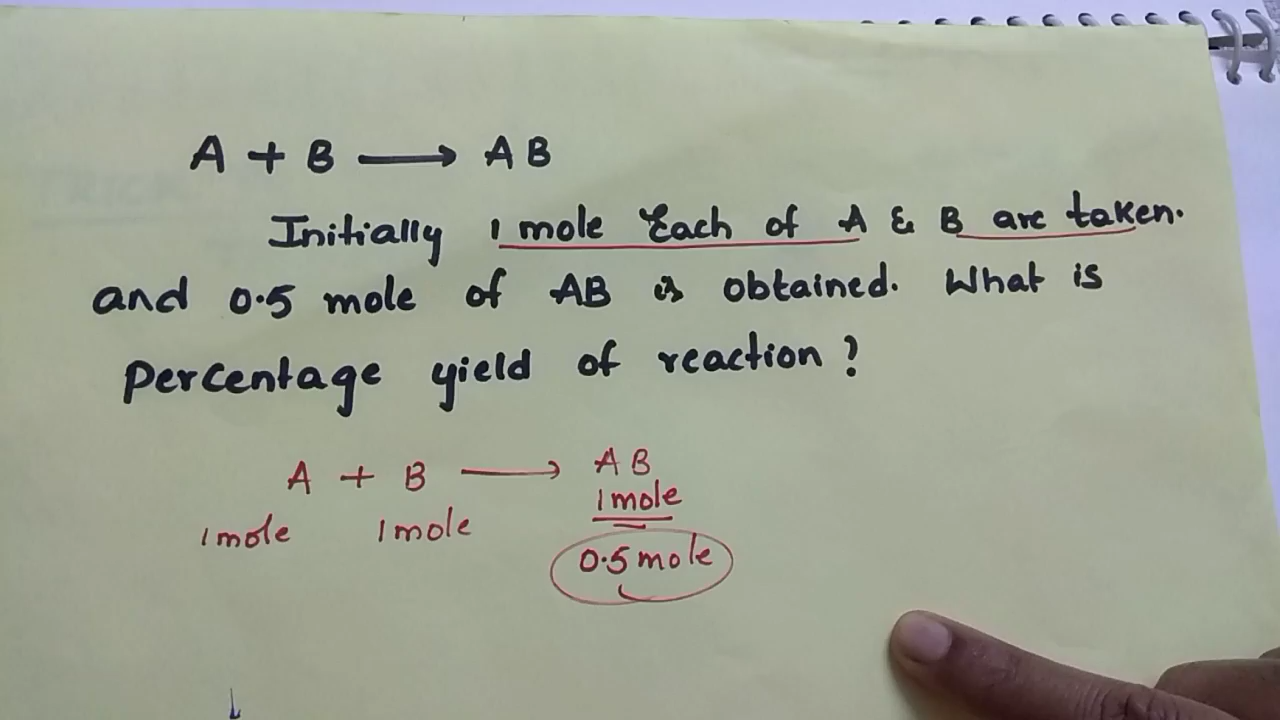 A + B ⟶ AB
Initially 1 mole Each of A & B are taken.
and 0.5 mole of AB is obtained. What is
Percentage yield of reaction?
A + B ⟶ AB
1 mole 1 mole 1 mole
0.5 mole